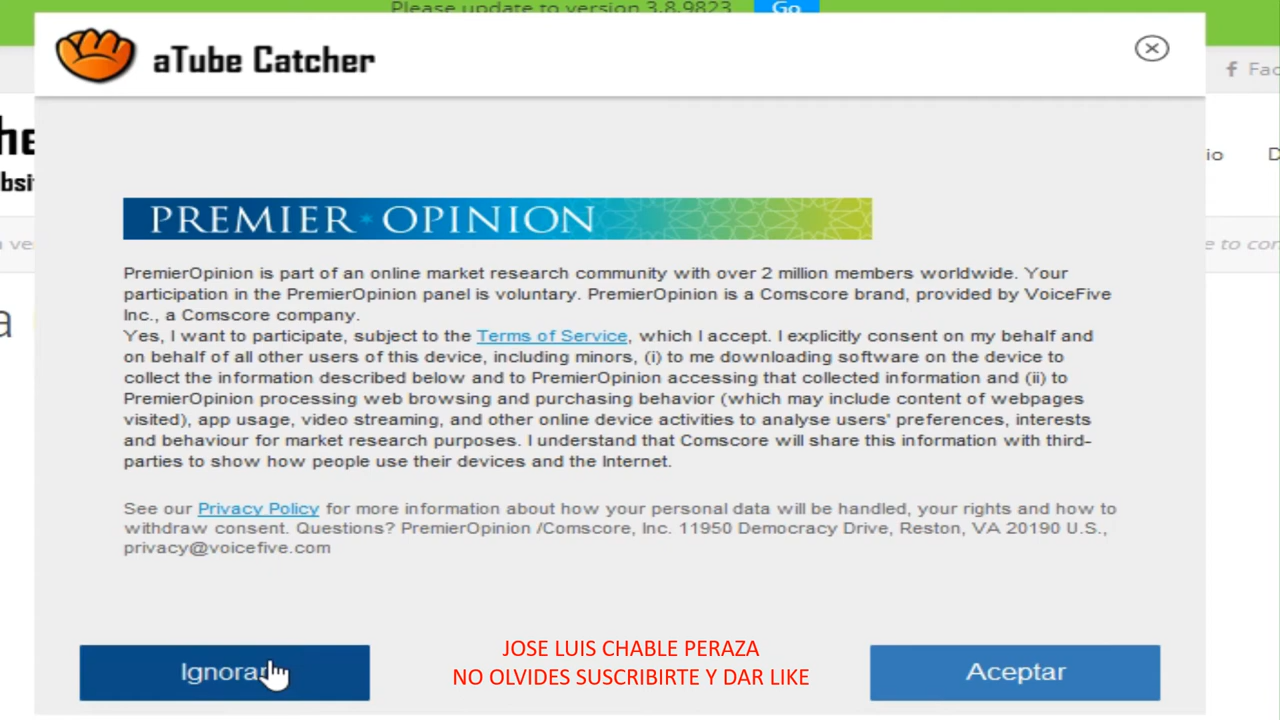 Please update to version 3.8.9823 Go
aTube Catcher
Fac
he
io
D
bsit
PREMIER OPINION
a ve
e to con
PremierOpinion is part of an online market research community with over 2 million members worldwide. Your
participation in the PremierOpinion panel is voluntary. PremierOpinion is a Comscore brand, provided by VoiceFive
Inc., a Comscore company.
a
Yes, I want to participate, subject to the Terms of Service, which I accept. I explicitly consent on my behalf and
on behalf of all other users of this device, including minors, (i) to me downloading software on the device to
collect the information described below and to PremierOpinion accessing that collected information and (ii) to
PremierOpinion processing web browsing and purchasing behavior (which may include content of webpages
visited), app usage, video streaming, and other online device activities to analyse users' preferences, interests
and behaviour for market research purposes. I understand that Comscore will share this information with third-
parties to show how people use their devices and the Internet.
See our Privacy Policy for more information about how your personal data will be handled, your rights and how to
withdraw consent. Questions? PremierOpinion /Comscore, Inc. 11950 Democracy Drive, Reston, VA 20190 U.S.,
privacy@voicefive.com
JOSE LUIS CHABLE PERAZA
NO OLVIDES SUSCRIBIRTE Y DAR LIKE
Ignorar
Aceptar